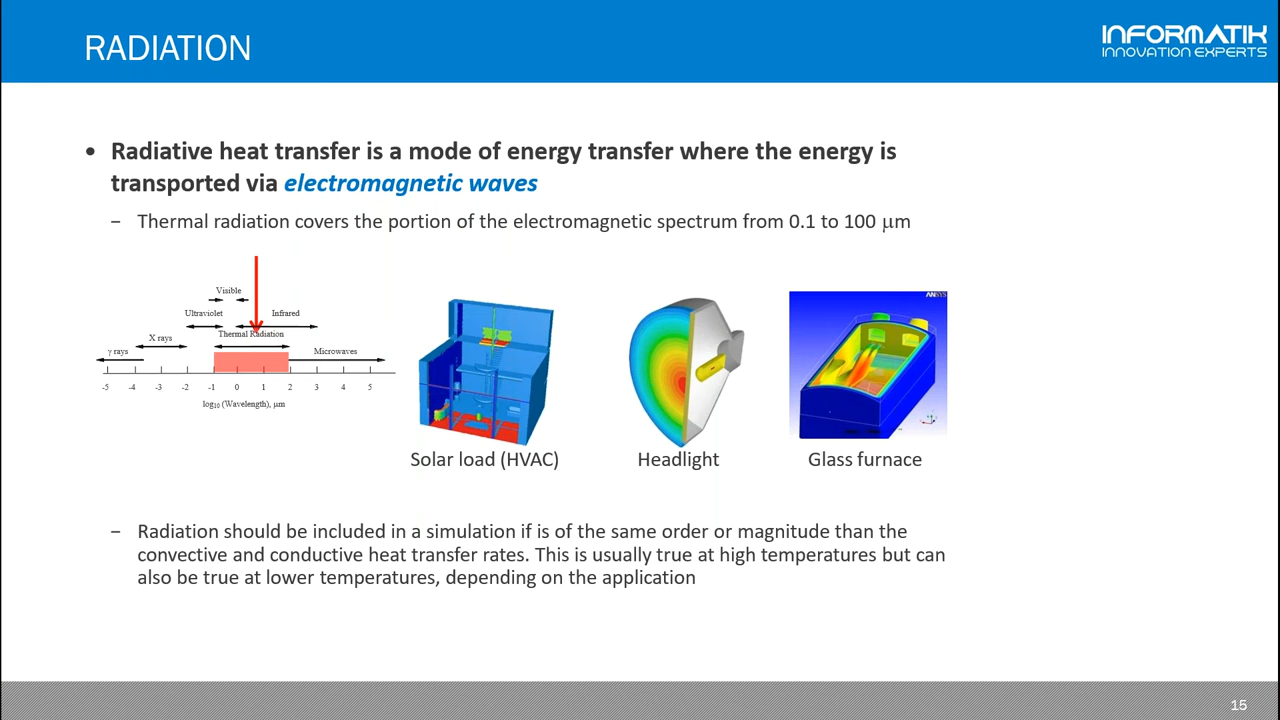 RADIATION
INFORMATIK
INNOVATION EXPERTS
• Radiative heat transfer is a mode of energy transfer where the energy is
transported via electromagnetic waves
− Thermal radiation covers the portion of the electromagnetic spectrum from 0.1 to 100 μm
Visible
Ultraviolet Infrared
Thermal Radiation
X rays
γ rays
Microwaves
-5 -4 -3 -2 -1 0 1 2 3 4 5
log10 (Wavelength), μm
ANSYS
Solar load (HVAC)
Headlight
Glass furnace
− Radiation should be included in a simulation if is of the same order or magnitude than the
convective and conductive heat transfer rates. This is usually true at high temperatures but can
also be true at lower temperatures, depending on the application
15